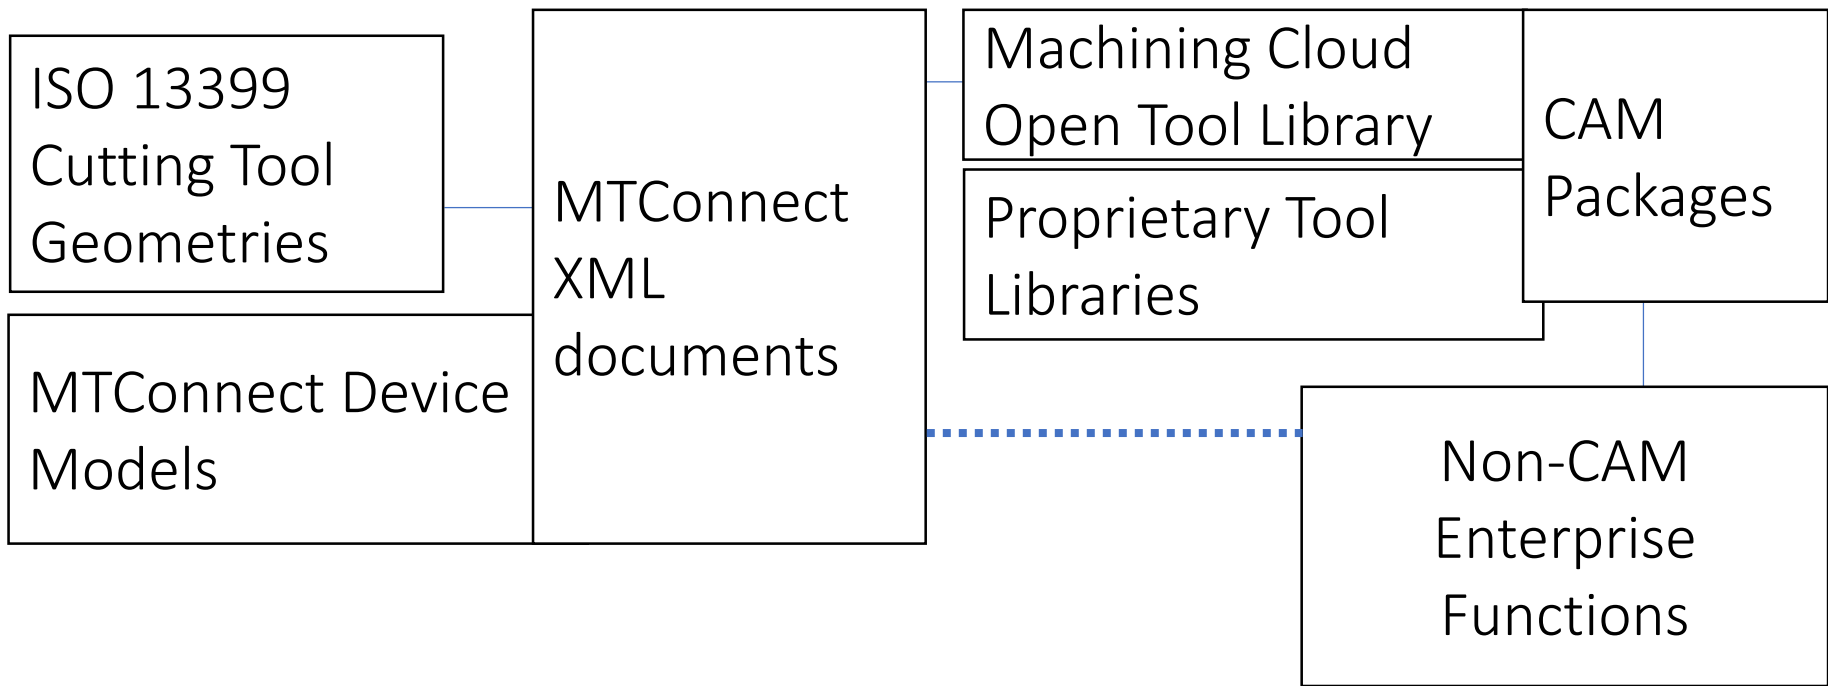 ISO 13399
Cutting Tool
Geometries
MTConnect Device
Models
MTConnect
XML
documents
Machining Cloud
Open Tool Library
Proprietary Tool
Libraries
CAM
Packages
Non-CAM
Enterprise
Functions